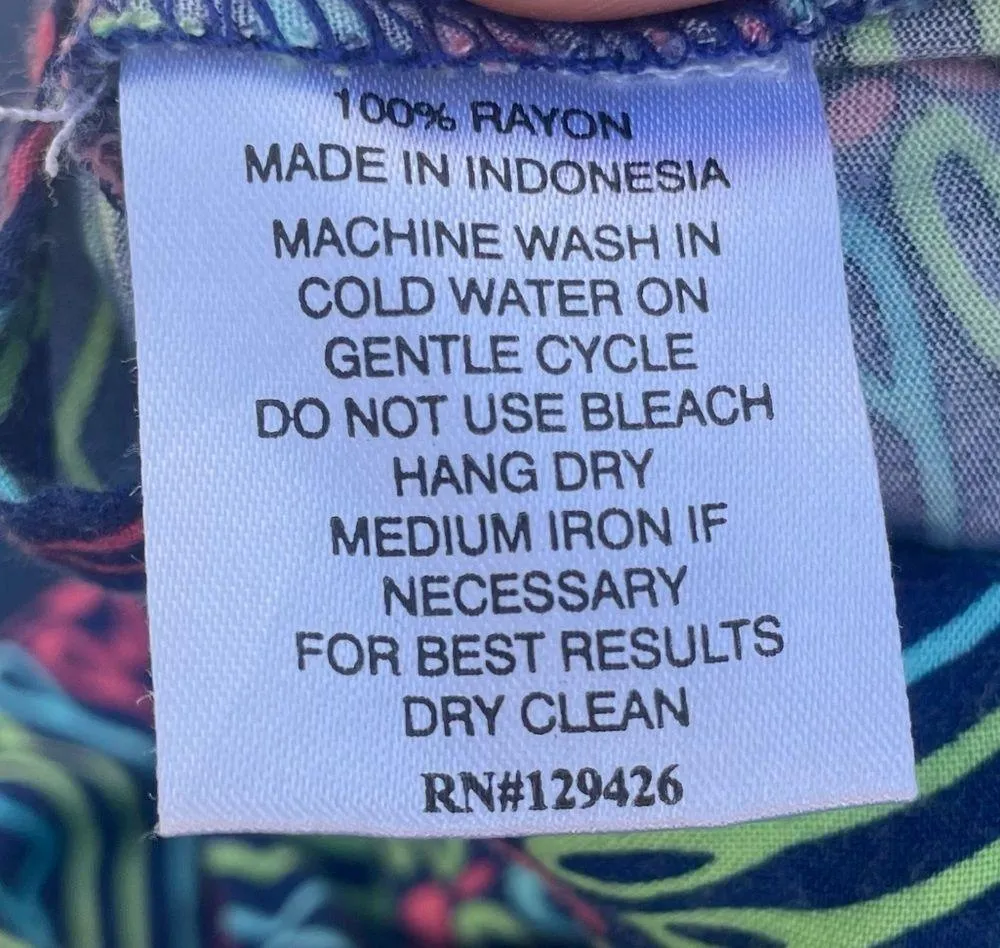 100% RAYON
MADE IN INDONESIA
MACHINE WASH IN
COLD WATER ON
GENTLE CYCLE
DO NOT USE BLEACH
HANG DRY
MEDIUM IRON IF
NECESSARY
FOR BEST RESULTS
DRY CLEAN
RN#129426